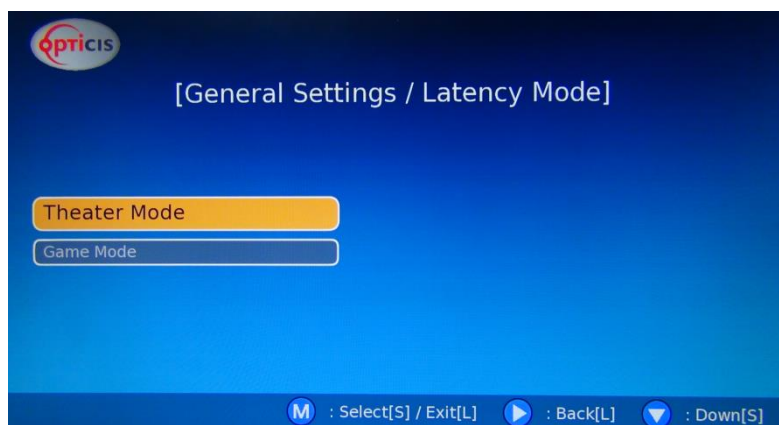 OPTICIS
[General Settings / Latency Mode]
Theater Mode
Game Mode
M : Select[S] / Exit[L] : Back[L] : Down[S]